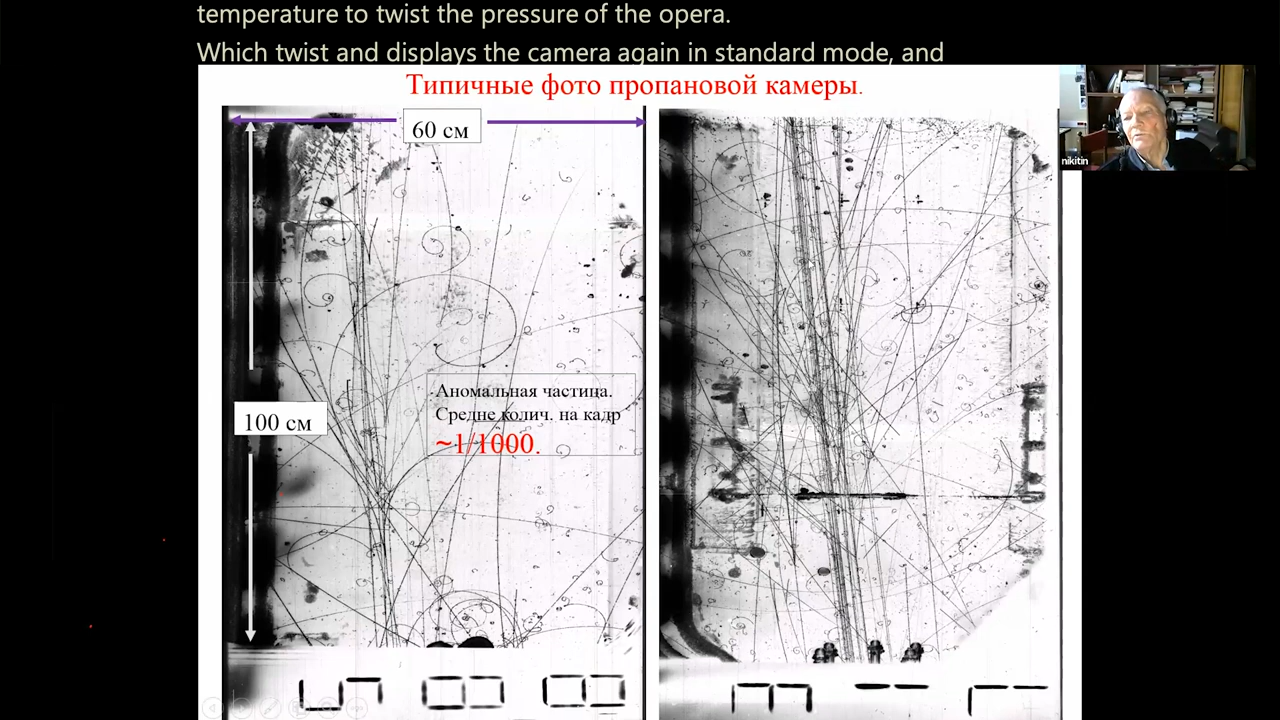 temperature to twist the pressure of the opera.
Which twist and displays the camera again in standard mode, and
Типичные фото пропановой камеры.
60 см
nikitin
Аномальная частица.
Средне колич. на кадр
~1/1000.
100 см